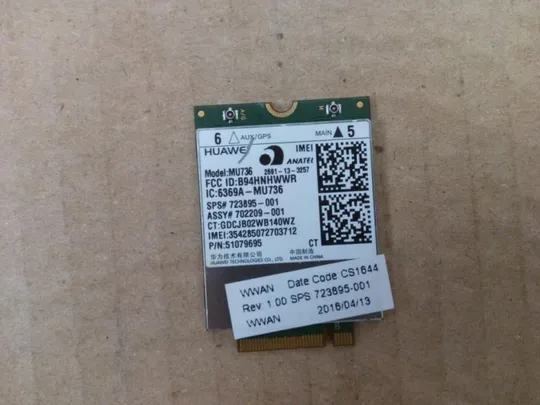 6 △ AUX/GPS MAIN ▲ 5
HUAWEI
IMEI
ANATEL
Model:MU736 2691-13-3257
FCC ID:B94HNHWWR
IC:6369A-MU736
SPS# 723895-001
ASSY# 702209-001
CT:GDCJB02WB140WZ
IMEI:354285072703712
P/N:51079695 CT
华为技术有限公司 中国制造
HUAWEI TECHNOLOGIES CO., LTD. MADE IN CHINA
WWAN Date Code CS1644
Rev 1.00 SPS 723895-001
WWAN 2016/04/13